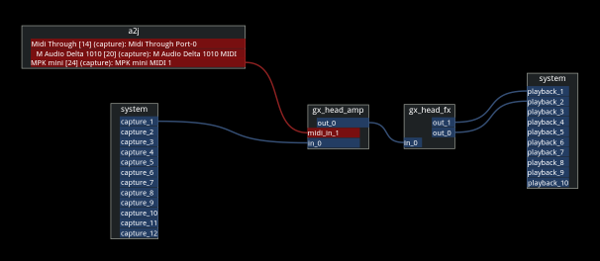 a2j
Midi Through [14] (capture): Midi Through Port-0
M Audio Delta 1010 [20] (capture): M Audio Delta 1010 MIDI
MPK mini [24] (capture): MPK mini MIDI 1
system
capture_1
capture_2
capture_3
capture_4
capture_5
capture_6
capture_7
capture_8
capture_9
capture_10
capture_11
capture_12
gx_head_amp
out_0
midi_in_1
in_0
gx_head_fx
out_1
out_0
in_0
system
playback_1
playback_2
playback_3
playback_4
playback_5
playback_6
playback_7
playback_8
playback_9
playback_10